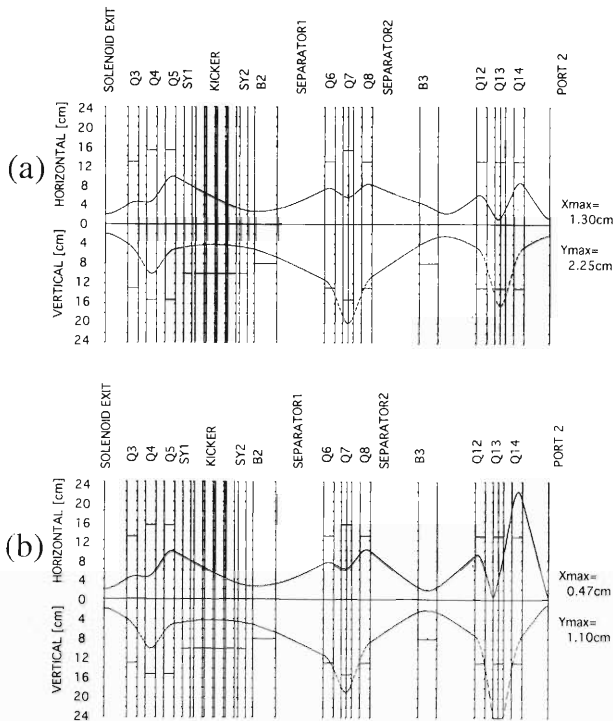 SOLENOID EXIT
Q3
Q4
Q5
SY1
KICKER
SY2
B2
SEPARATOR1
Q6
Q7
Q8
SEPARATOR2
B3
Q12
Q13
Q14
PORT 2
(a)
HORIZONTAL [cm]
24
20
16
12
8
4
0
VERTICAL [cm]
4
8
12
16
20
24
Xmax=
1.30cm
Ymax=
2.25cm
SOLENOID EXIT
Q3
Q4
Q5
SY1
KICKER
SY2
B2
SEPARATOR1
Q6
Q7
Q8
SEPARATOR2
B3
Q12
Q13
Q14
PORT 2
(b)
HORIZONTAL [cm]
24
20
16
12
8
4
0
VERTICAL [cm]
4
8
12
16
20
24
Xmax=
0.47cm
Ymax=
1.10cm